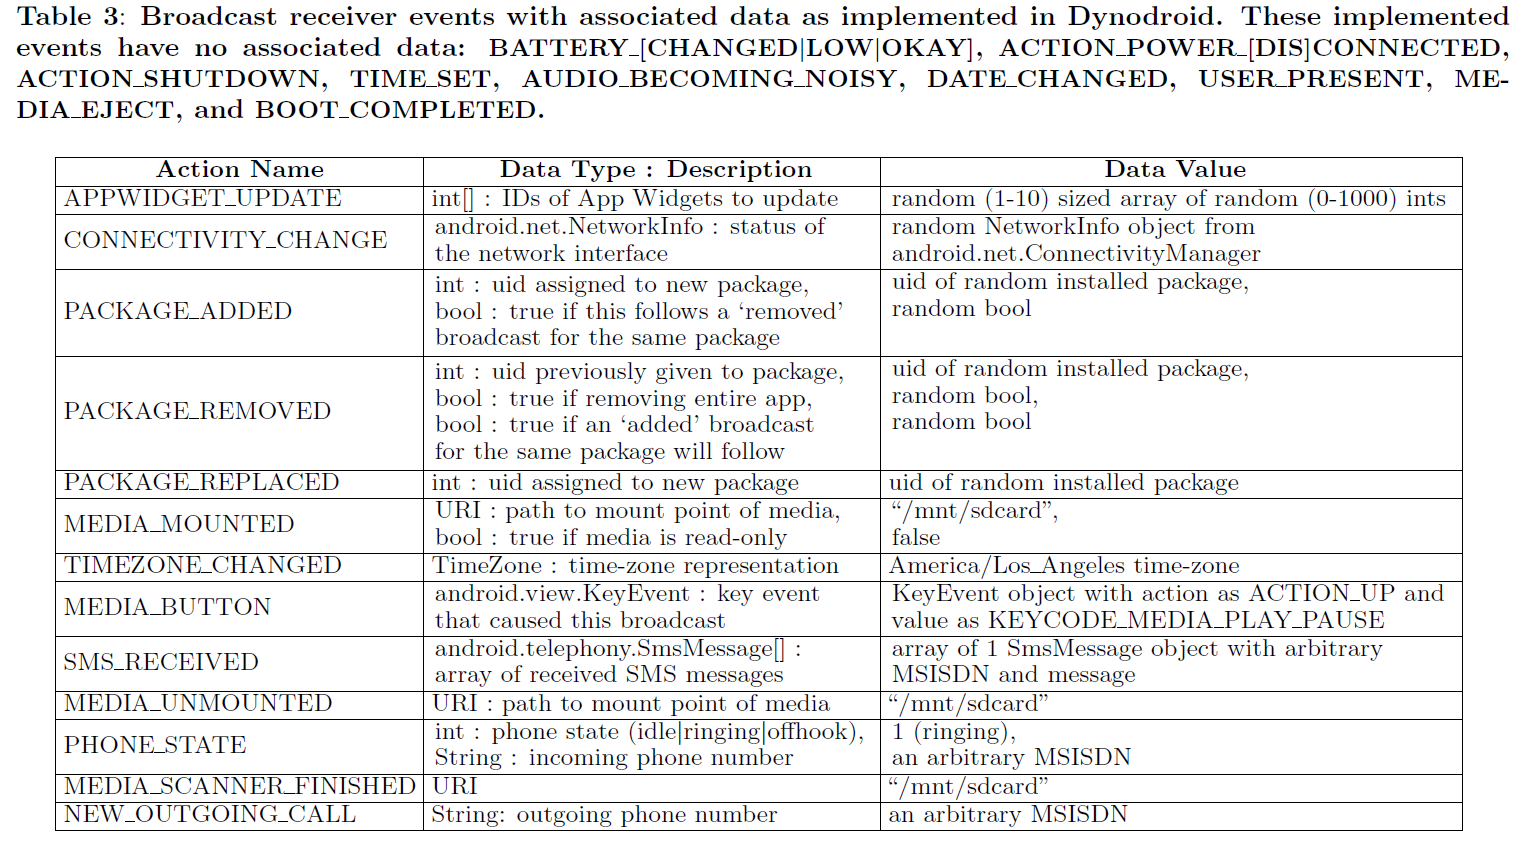 Table 3: Broadcast receiver events with associated data as implemented in Dynodroid. These implemented
events have no associated data: BATTERY_[CHANGED|LOW|OKAY], ACTION_POWER_[DIS]CONNECTED,
ACTION_SHUTDOWN, TIME_SET, AUDIO_BECOMING_NOISY, DATE_CHANGED, USER_PRESENT, ME-
DIA_EJECT, and BOOT_COMPLETED.
Action Name
Data Type : Description
Data Value
APPWIDGET_UPDATE
int[] : IDs of App Widgets to update
random (1-10) sized array of random (0-1000) ints
CONNECTIVITY_CHANGE
android.net.NetworkInfo : status of
the network interface
random NetworkInfo object from
android.net.ConnectivityManager
PACKAGE_ADDED
int : uid assigned to new package,
bool : true if this follows a ‘removed’
broadcast for the same package
uid of random installed package,
random bool
PACKAGE_REMOVED
int : uid previously given to package,
bool : true if removing entire app,
bool : true if an ‘added’ broadcast
for the same package will follow
uid of random installed package,
random bool,
random bool
PACKAGE_REPLACED
int : uid assigned to new package
uid of random installed package
MEDIA_MOUNTED
URI : path to mount point of media,
bool : true if media is read-only
“/mnt/sdcard”,
false
TIMEZONE_CHANGED
TimeZone : time-zone representation
America/Los_Angeles time-zone
MEDIA_BUTTON
android.view.KeyEvent : key event
that caused this broadcast
KeyEvent object with action as ACTION_UP and
value as KEYCODE_MEDIA_PLAY_PAUSE
SMS_RECEIVED
android.telephony.SmsMessage[] :
array of received SMS messages
array of 1 SmsMessage object with arbitrary
MSISDN and message
MEDIA_UNMOUNTED
URI : path to mount point of media
“/mnt/sdcard”
PHONE_STATE
int : phone state (idle|ringing|offhook),
String : incoming phone number
1 (ringing),
an arbitrary MSISDN
MEDIA_SCANNER_FINISHED
URI
“/mnt/sdcard”
NEW_OUTGOING_CALL
String: outgoing phone number
an arbitrary MSISDN